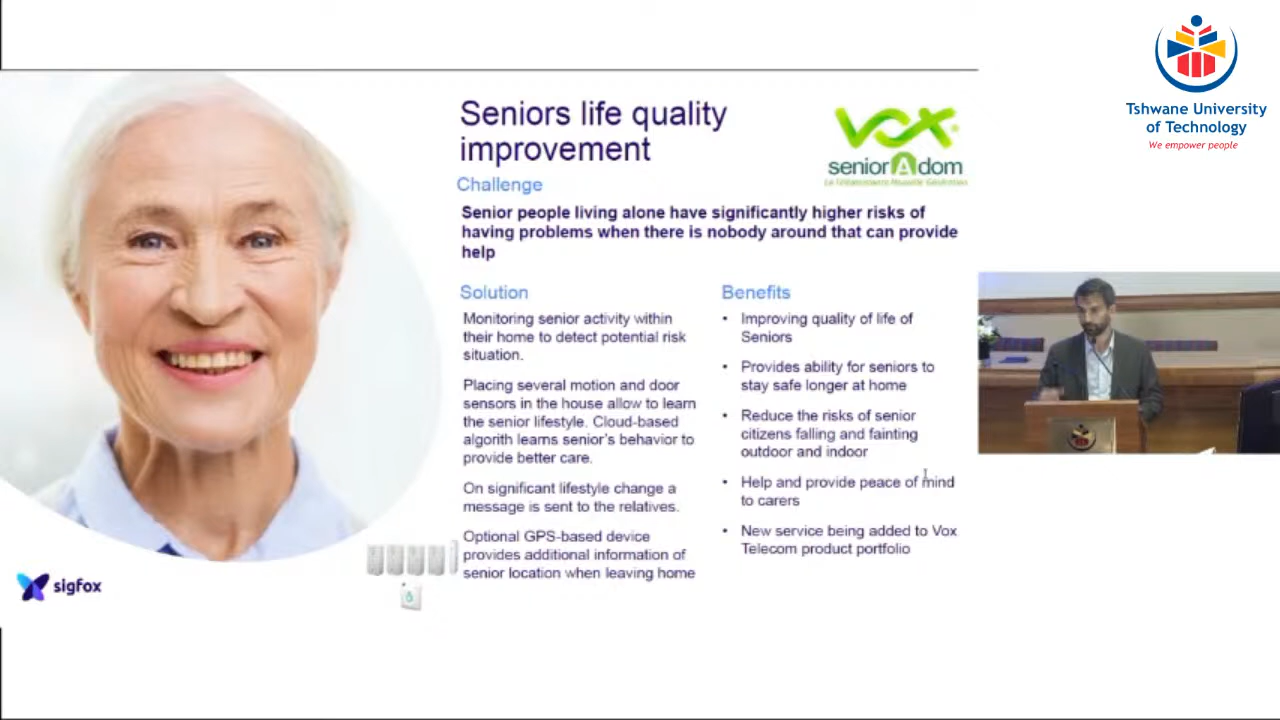 Tshwane University
of Technology
We empower people
Seniors life quality
improvement
vox
seniorAdom
La Téléassistance Nouvelle Génération
Challenge
Senior people living alone have significantly higher risks of
having problems when there is nobody around that can provide
help
Solution
Monitoring senior activity within
their home to detect potential risk
situation.
Placing several motion and door
sensors in the house allow to learn
the senior lifestyle. Cloud-based
algorith learns senior's behavior to
provide better care.
On significant lifestyle change a
message is sent to the relatives.
Optional GPS-based device
provides additional information of
senior location when leaving home
Benefits
• Improving quality of life of
Seniors
• Provides ability for seniors to
stay safe longer at home
• Reduce the risks of senior
citizens falling and fainting
outdoor and indoor
• Help and provide peace of mind
to carers
• New service being added to Vox
Telecom product portfolio
sigfox